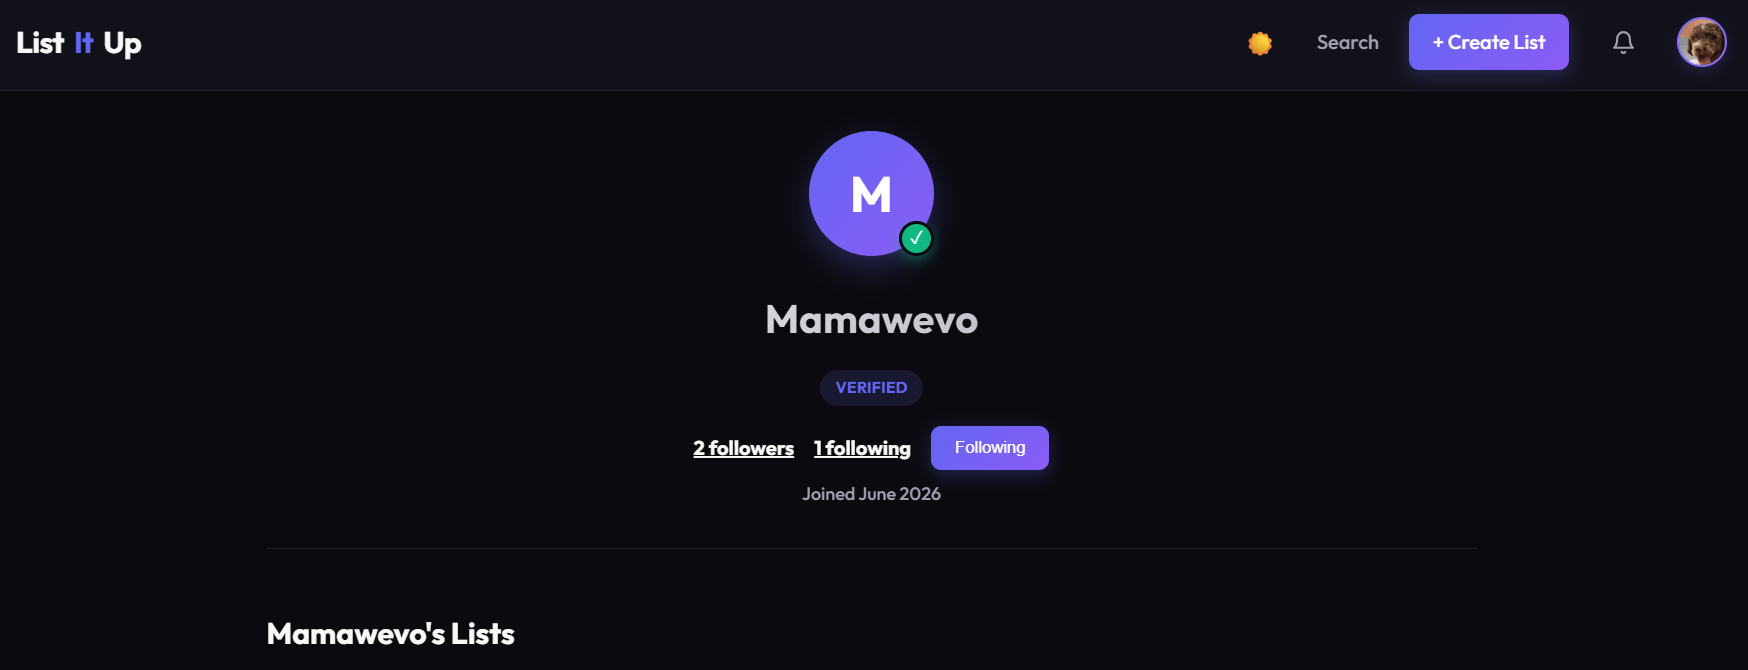 List It Up
Search
+ Create List
M
✓
Mamawevo
VERIFIED
2 followers 1 following Following
Joined June 2026
Mamawevo's Lists